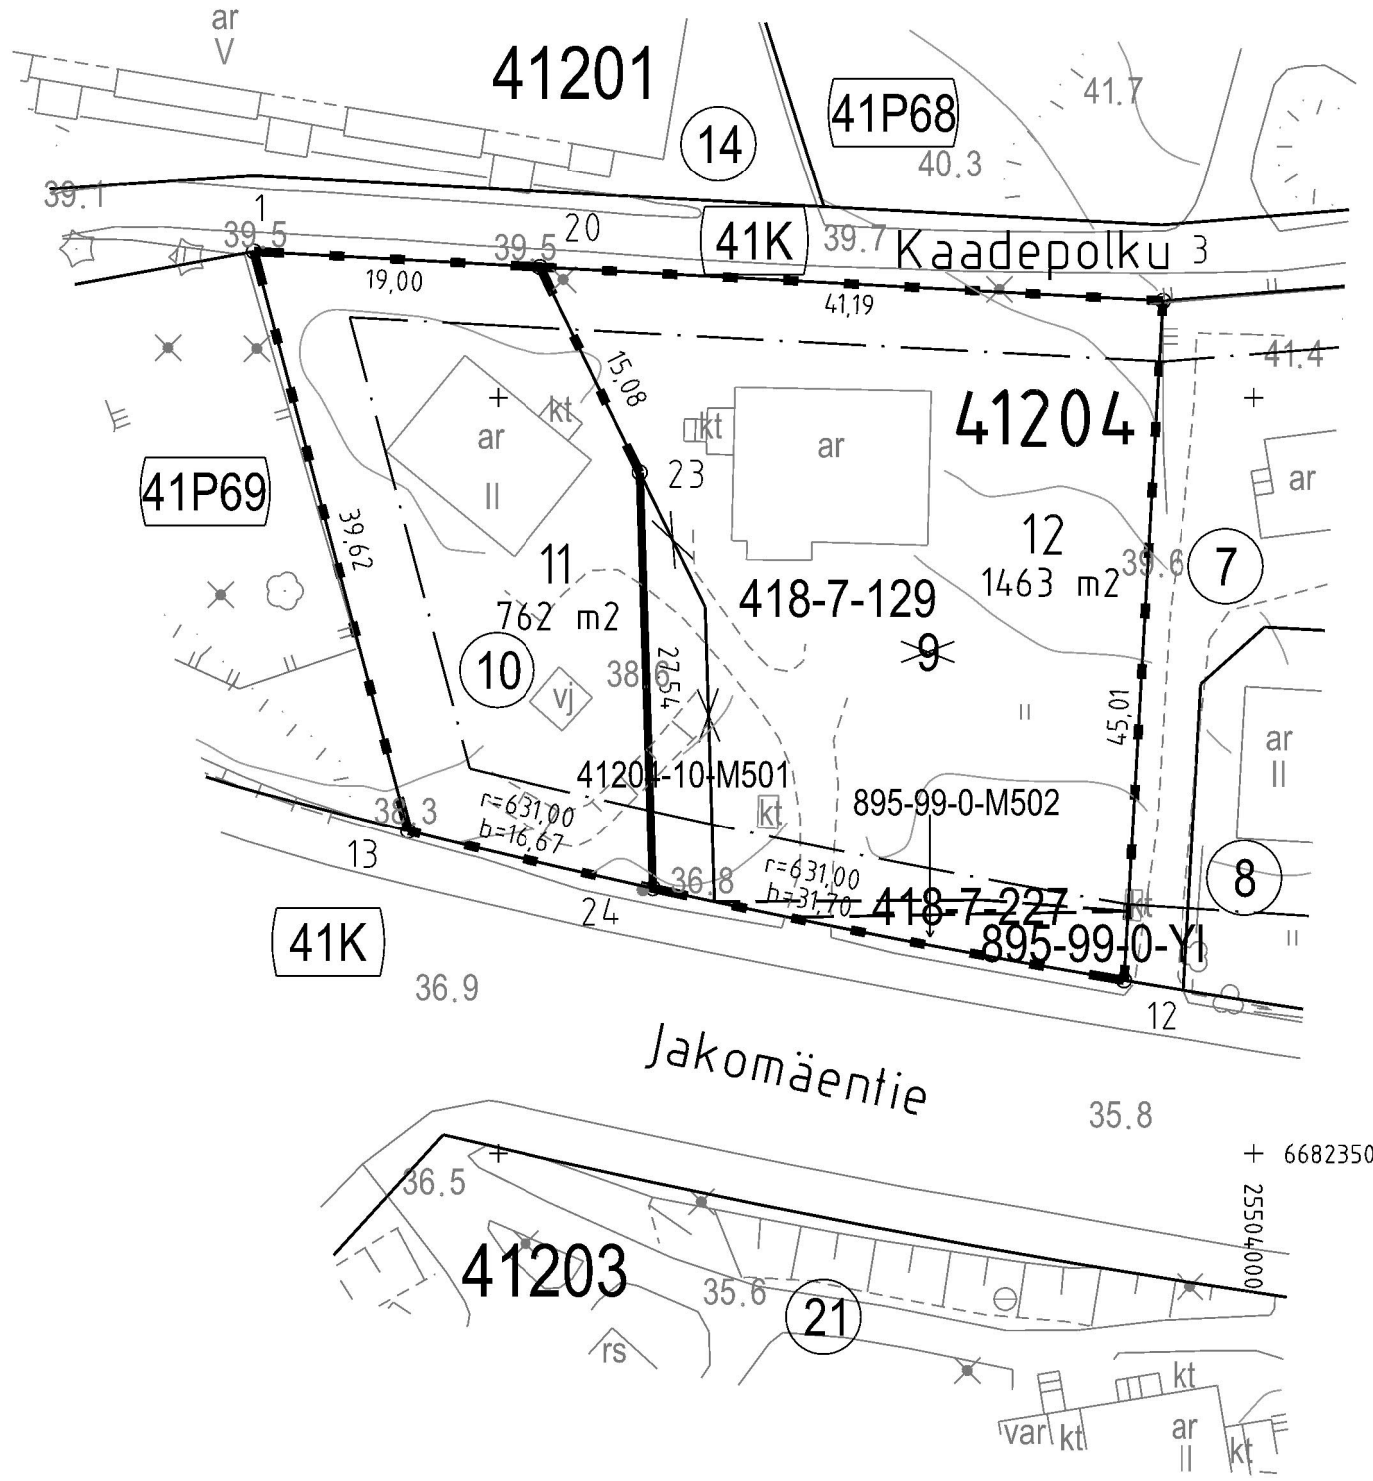 ar
V
41201
41P68
41.7
14
40.3
39.1
1
39.5
39.5
20
41K
39.7
Kaadepolku
3
19,00
41,19
41.4
15,08
kt
kt
41204
ar
ar
II
23
ar
41P69
39,62
11
12
39.6
7
418-7-129
1463 m2
762 m2
9
10
38.6
27,54
vj
II
45,01
ar
II
41204-10-M501
895-99-0-M502
r=631,00
b=16,67
38.3
kt
13
r=631,00
b=31,70
36.8
8
24
418-7-227
kt
41K
895-99-0-YI
II
36.9
12
Jakomäentie
35.8
6682350
36.5
25504000
41203
35.6
21
rs
kt
var
kt
ar
II
kt